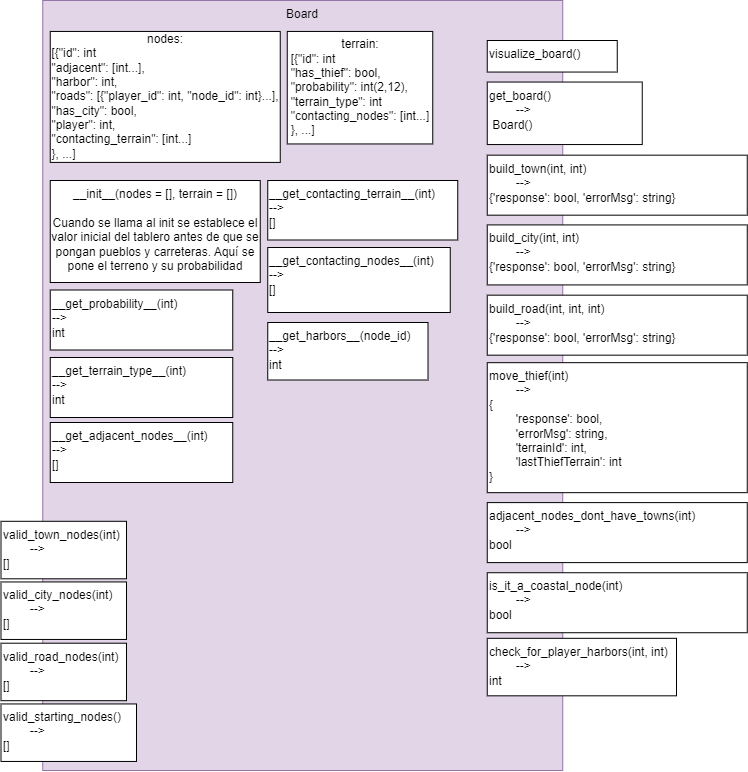 Board
nodes:
[{"id": int
"adjacent": [int...],
"harbor": int,
"roads": [{"player_id": int, "node_id": int}...],
"has_city": bool,
"player": int,
"contacting_terrain": [int...]
}, ...]
terrain:
[{"id": int
"has_thief": bool,
"probability": int(2,12),
"terrain_type": int
"contacting_nodes": [int...]
}, ...]
__init__(nodes = [], terrain = [])
Cuando se llama al init se establece el
valor inicial del tablero antes de que se
pongan pueblos y carreteras. Aquí se
pone el terreno y su probabilidad
__get_probability__(int)
-->
int
__get_terrain_type__(int)
-->
int
__get_adjacent_nodes__(int)
-->
[]
__get_contacting_terrain__(int)
-->
[]
__get_contacting_nodes__(int)
-->
[]
__get_harbors__(node_id)
-->
int
visualize_board()
get_board()
-->
Board()
build_town(int, int)
-->
{'response': bool, 'errorMsg': string}
build_city(int, int)
-->
{'response': bool, 'errorMsg': string}
build_road(int, int, int)
-->
{'response': bool, 'errorMsg': string}
move_thief(int)
-->
{
'response': bool,
'errorMsg': string,
'terrainId': int,
'lastThiefTerrain': int
}
adjacent_nodes_dont_have_towns(int)
-->
bool
is_it_a_coastal_node(int)
-->
bool
check_for_player_harbors(int, int)
-->
int
valid_town_nodes(int)
-->
[]
valid_city_nodes(int)
-->
[]
valid_road_nodes(int)
-->
[]
valid_starting_nodes()
-->
[]